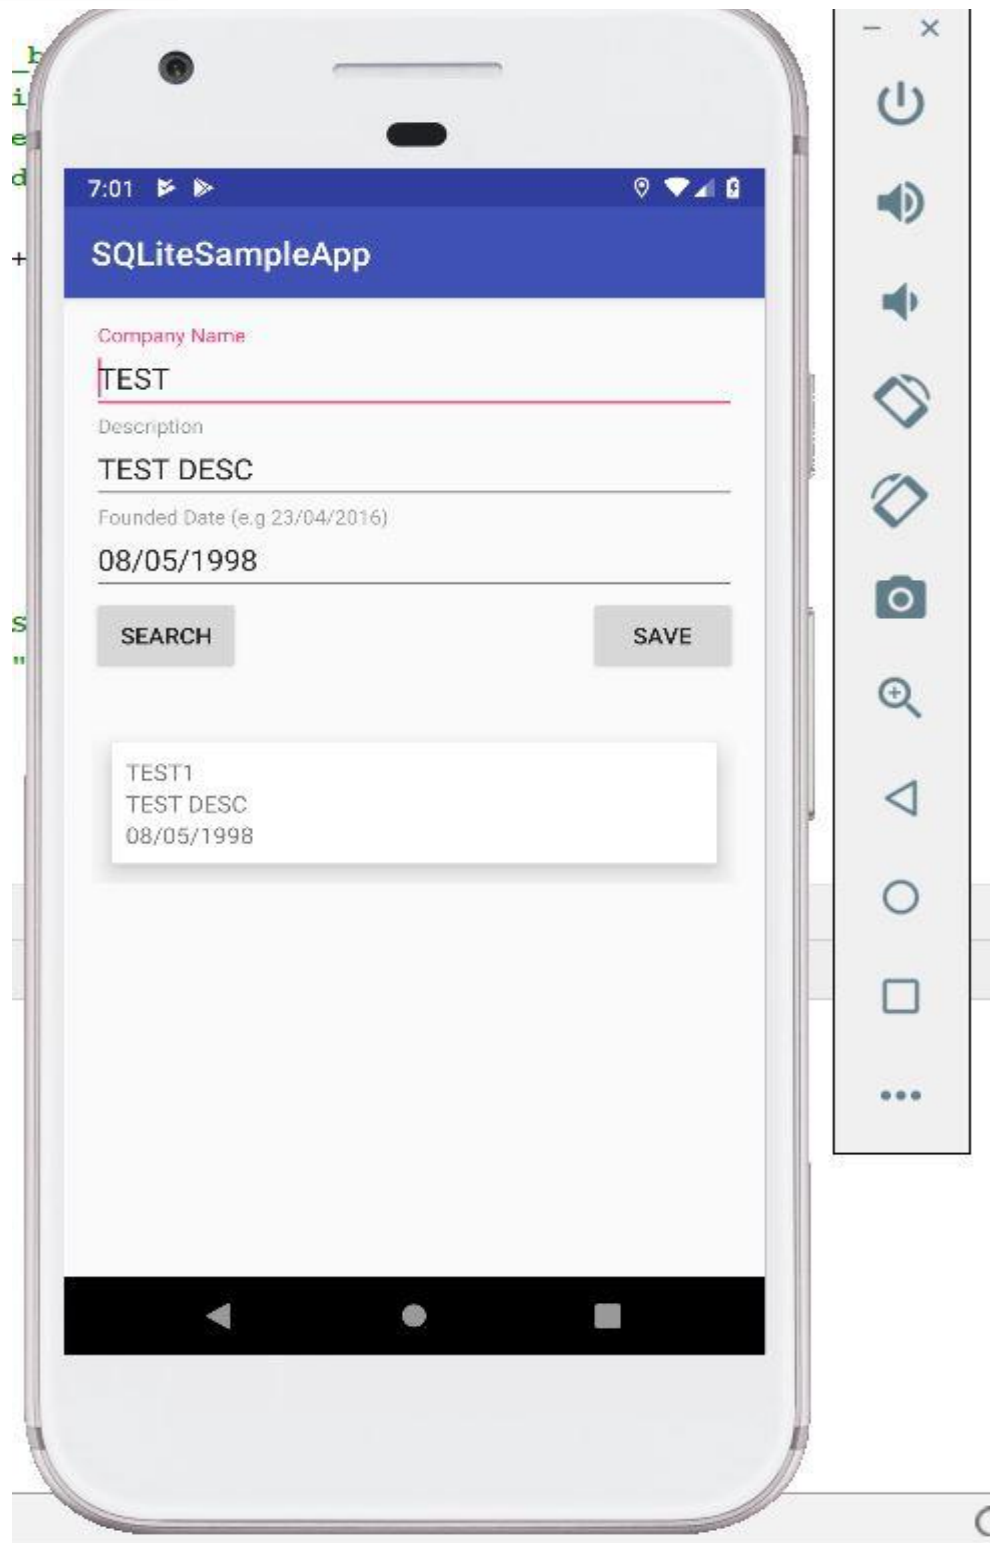 _b
i
e
d
+
S
"
7:01
SQLiteSampleApp
Company Name
TEST
Description
TEST DESC
Founded Date (e.g 23/04/2016)
08/05/1998
SEARCH
SAVE
TEST1
TEST DESC
08/05/1998